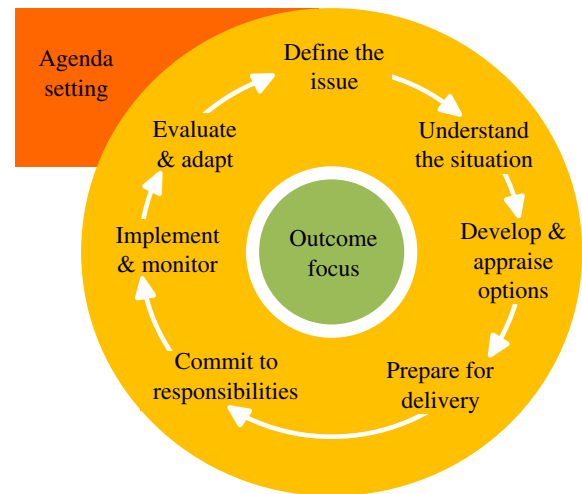 Agenda
setting
Define the
issue
Understand
the situation
Develop &
appraise
options
Prepare for
delivery
Commit to
responsibilities
Implement
& monitor
Evaluate
& adapt
Outcome
focus